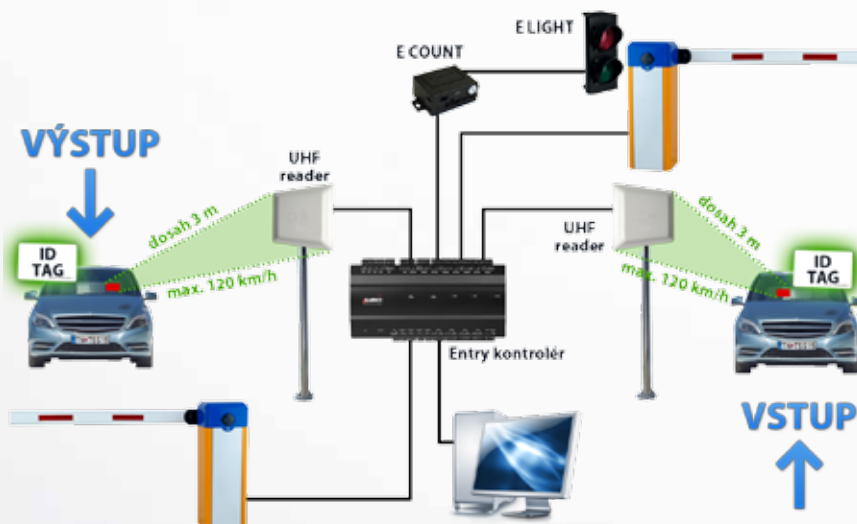 E LIGHT
E COUNT
VÝSTUP
UHF
reader
dosah 3 m
max. 120 km/h
ID
TAG
UHF
reader
dosah 3 m
max. 120 km/h
ID
TAG
Entry kontrolér
VSTUP